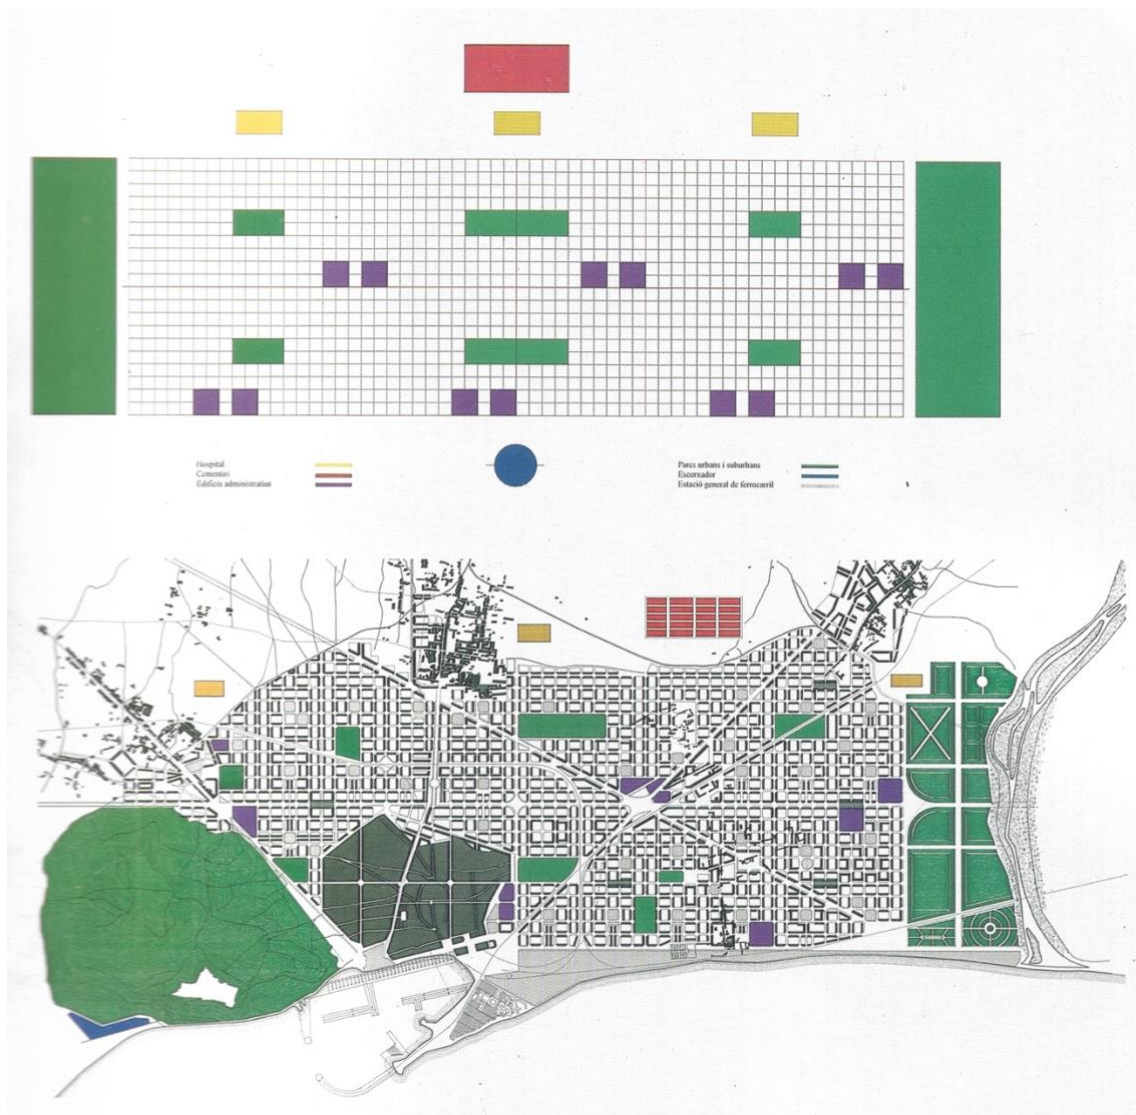 Hospital
Cementiri
Edificis administratius
Parcs urbans i suburbans
Escorxador
Estació general de ferrocarril